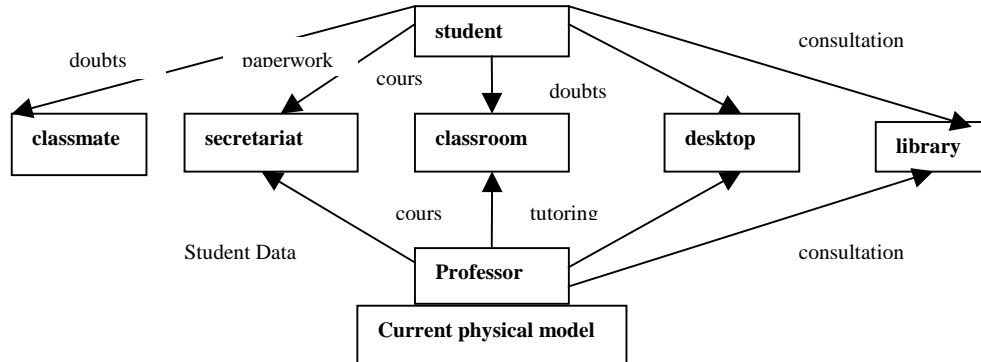 student
consultation
doubts
paperwork
cours
doubts
classmate
secretariat
classroom
desktop
library
cours
tutoring
Student Data
consultation
Professor
Current physical model